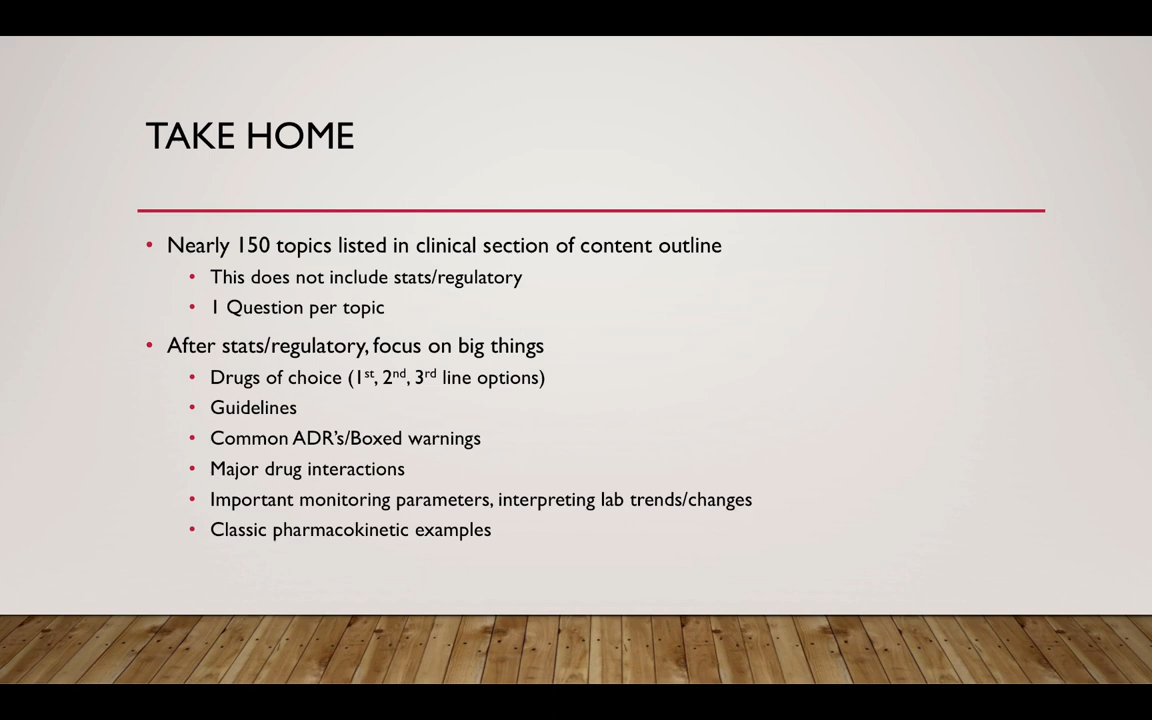 TAKE HOME
• Nearly 150 topics listed in clinical section of content outline
• This does not include stats/regulatory
• 1 Question per topic
• After stats/regulatory, focus on big things
• Drugs of choice (1st, 2nd, 3rd line options)
• Guidelines
• Common ADR's/Boxed warnings
• Major drug interactions
• Important monitoring parameters, interpreting lab trends/changes
• Classic pharmacokinetic examples